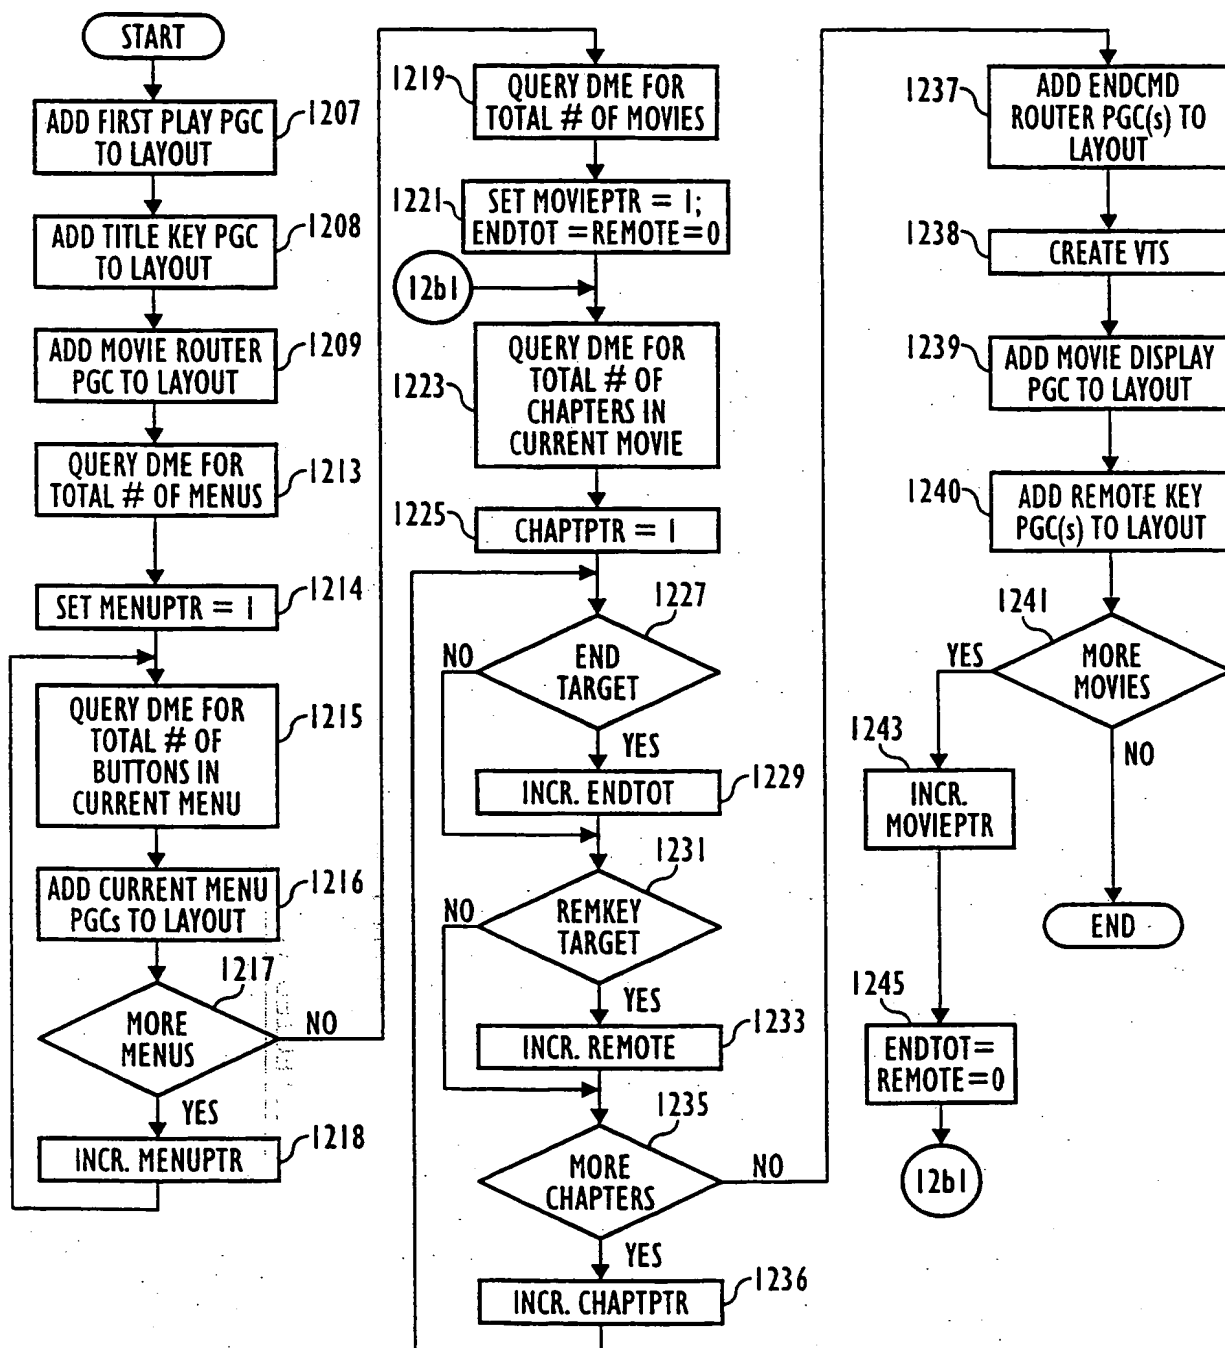 START
ADD FIRST PLAY PGC
TO LAYOUT
1207
ADD TITLE KEY PGC
TO LAYOUT
1208
ADD MOVIE ROUTER
PGC TO LAYOUT
1209
QUERY DME FOR
TOTAL # OF MENUS
1213
SET MENUPTR = 1
1214
QUERY DME FOR
TOTAL # OF
BUTTONS IN
CURRENT MENU
1215
ADD CURRENT MENU
PGCs TO LAYOUT
1216
MORE
MENUS
1217
NO
YES
INCR. MENUPTR
1218
1219
QUERY DME FOR
TOTAL # OF MOVIES
1221
SET MOVIEPTR = 1;
ENDTOT =REMOTE=0
12b1
1223
QUERY DME FOR
TOTAL # OF
CHAPTERS IN
CURRENT MOVIE
1225
CHAPTPTR = 1
1227
NO
END
TARGET
YES
INCR. ENDTOT
1229
1231
NO
REMKEY
TARGET
YES
INCR. REMOTE
1233
1235
MORE
CHAPTERS
NO
YES
INCR. CHAPTPTR
1236
1237
ADD ENDCMD
ROUTER PGC(s) TO
LAYOUT
1238
CREATE VTS
1239
ADD MOVIE DISPLAY
PGC TO LAYOUT
1240
ADD REMOTE KEY
PGC(s) TO LAYOUT
1241
YES
MORE
MOVIES
NO
1243
INCR.
MOVIEPTR
END
1245
ENDTOT=
REMOTE=0
12b1